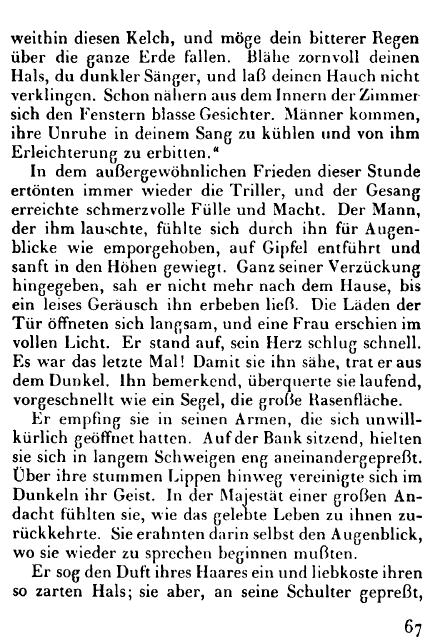 weithin diesen Kelch, und möge dein bitterer Regen
über die ganze Erde fallen. Blähe zornvoll deinen
Hals, du dunkler Sänger, und laß deinen Hauch nicht
verklingen. Schon nähern aus dem Innern der Zimmer
sich den Fenstern blasse Gesichter. Männer kommen,
ihre Unruhe in deinem Sang zu kühlen und von ihm
Erleichterung zu erbitten.“
In dem außergewöhnlichen Frieden dieser Stunde
ertönten immer wieder die Triller, und der Gesang
erreichte schmerzvolle Fülle und Macht. Der Mann,
der ihm lauschte, fühlte sich durch ihn für Augen-
blicke wie emporgehoben, auf Gipfel entführt und
sanft in den Höhen gewiegt. Ganz seiner Verzückung
hingegeben, sah er nicht mehr nach dem Hause, bis
ein leises Geräusch ihn erbeben ließ. Die Läden der
Tür öffneten sich langsam, und eine Frau erschien im
vollen Licht. Er stand auf, sein Herz schlug schnell.
Es war das letzte Mal! Damit sie ihn sähe, trat er aus
dem Dunkel. Ihn bemerkend, überquerte sie laufend,
vorgeschnellt wie ein Segel, die große Rasenfläche.
Er empfing sie in seinen Armen, die sich unwill-
kürlich geöffnet hatten. Auf der Bank sitzend, hielten
sie sich in langem Schweigen eng aneinandergepreßt.
Über ihre stummen Lippen hinweg vereinigte sich im
Dunkeln ihr Geist. In der Majestät einer großen An-
dacht fühlten sie, wie das gelebte Leben zu ihnen zu-
rückkehrte. Sie erahnten darin selbst den Augenblick,
wo sie wieder zu sprechen beginnen mußten.
Er sog den Duft ihres Haares ein und liebkoste ihren
so zarten Hals; sie aber, an seine Schulter gepreßt,
67